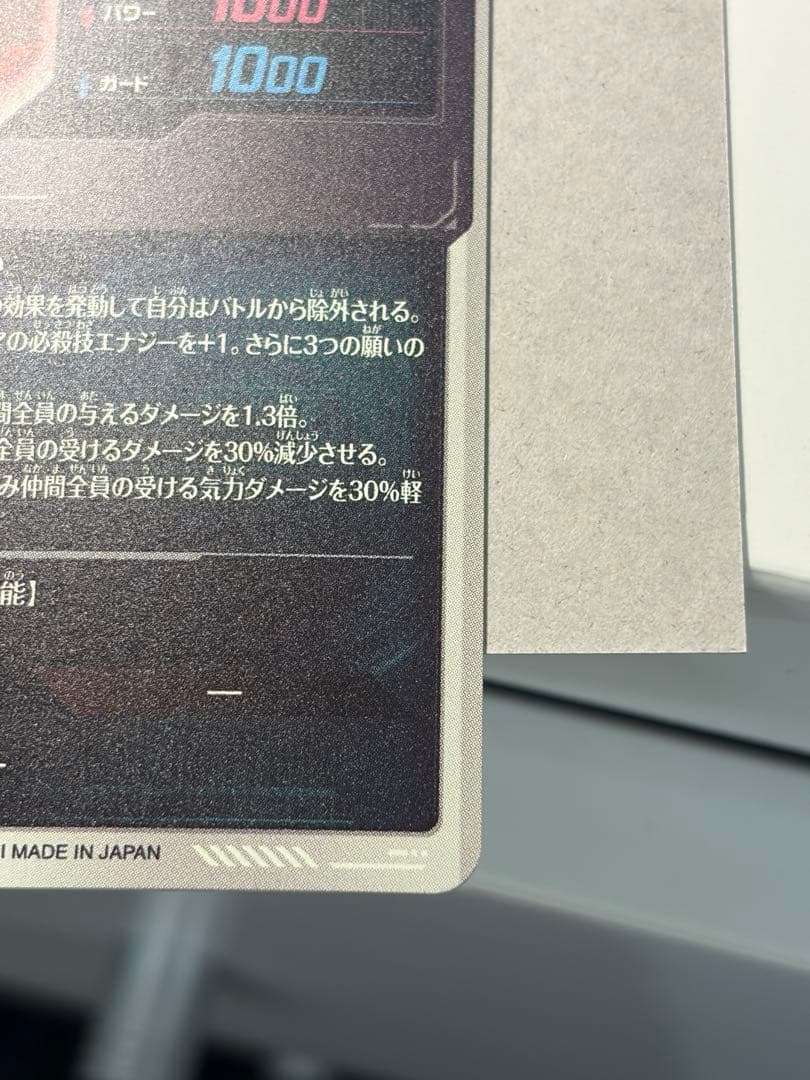 パワー 1000
ガード 1000
効果を発動して自分はバトルから除外される。
の必殺技エナジーを+1。さらに3つの願いの
間全員の与えるダメージを1.3倍。
全員の受けるダメージを30%減少させる。
み仲間全員の受ける気力ダメージを30%軽
能】
I MADE IN JAPAN